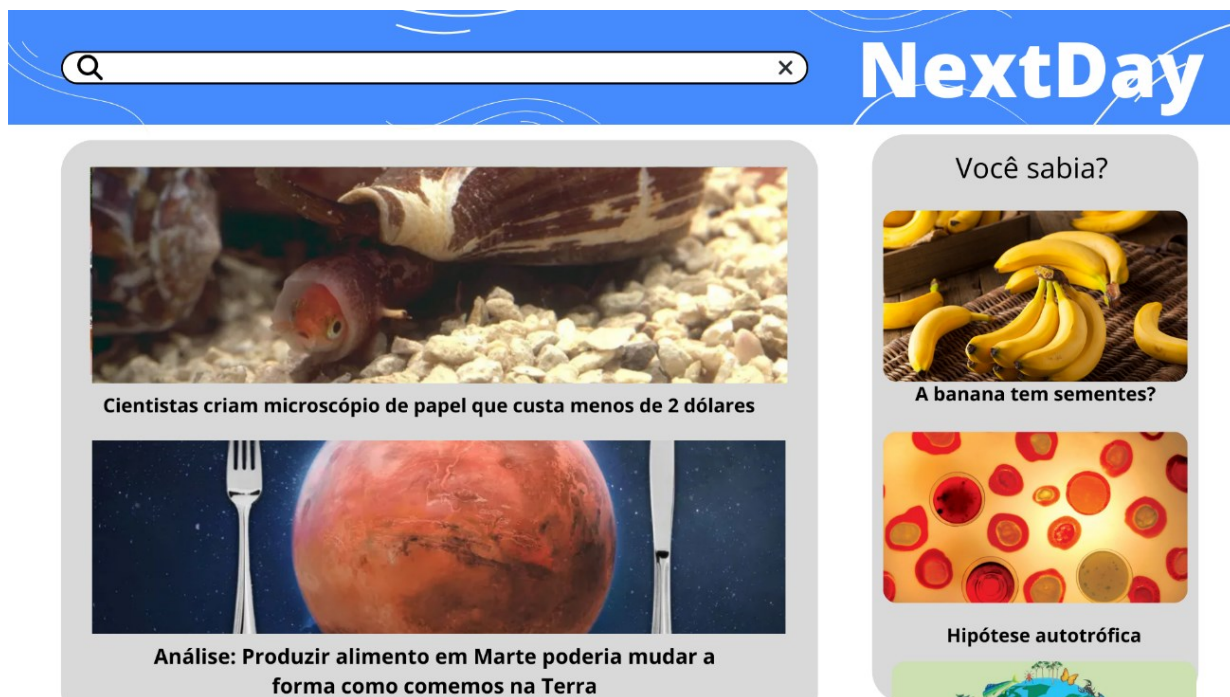 NextDay
Cientistas criam microscópio de papel que custa menos de 2 dólares
Análise: Produzir alimento em Marte poderia mudar a
forma como comemos na Terra
Você sabia?
A banana tem sementes?
Hipótese autotrófica